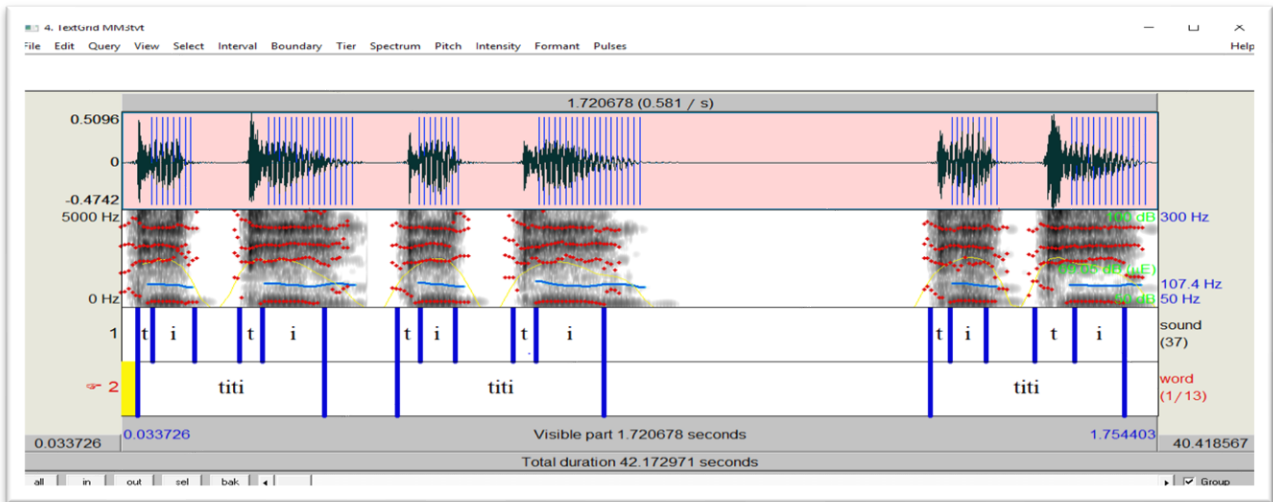 4. TextGrid MM3tvt
File Edit Query View Select Interval Boundary Tier Spectrum Pitch Intensity Formant Pulses
Help
1.720678 (0.581 / s)
0.5096
0
-0.4742
5000 Hz
100 dB 300 Hz
107.4 Hz
0 Hz
50 Hz
1 t i t i t i t i t i t i sound
(37)
2 titi titi titi word
(1/13)
0.033726 0.033726 Visible part 1.720678 seconds 1.754403 40.418567
Total duration 42.172971 seconds
all in out sel bak Group